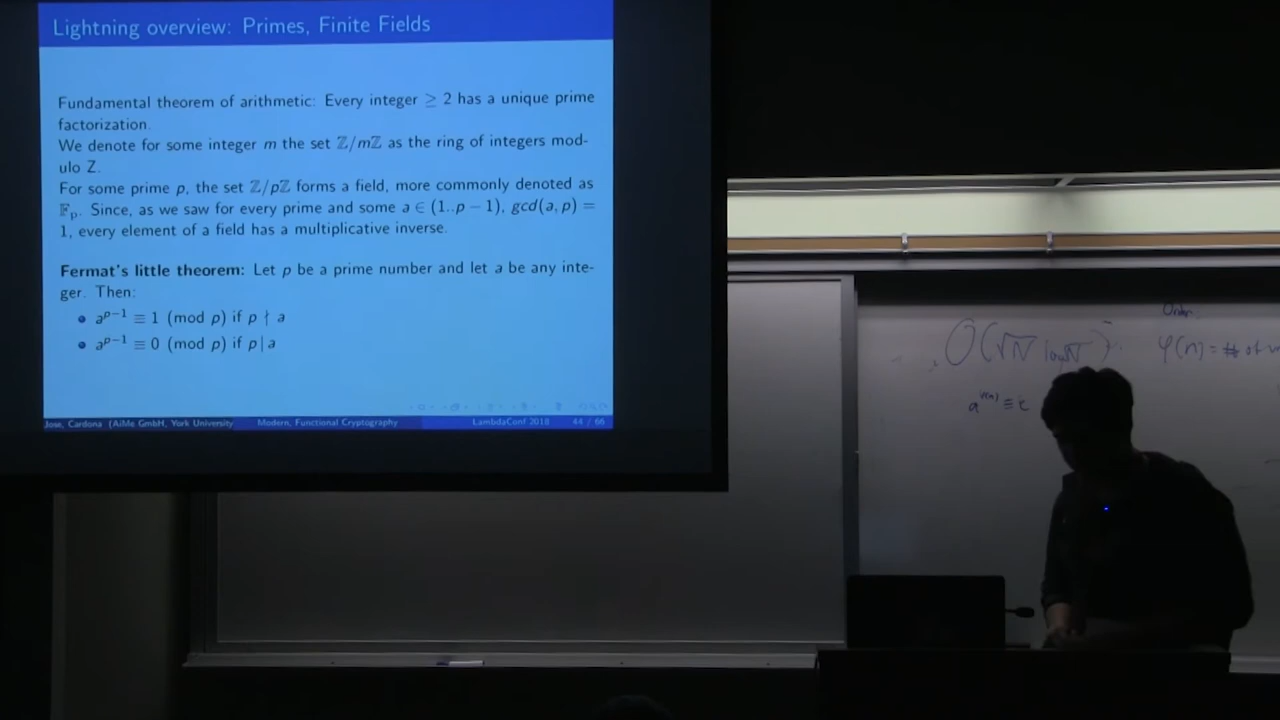 Lightning overview: Primes, Finite Fields
Fundamental theorem of arithmetic: Every integer ≥ 2 has a unique prime
factorization.
We denote for some integer m the set ℤ/mℤ as the ring of integers mod-
ulo Z.
For some prime p, the set ℤ/pℤ forms a field, more commonly denoted as
𝔽p. Since, as we saw for every prime and some a ∈ (1..p − 1), gcd(a, p) =
1, every element of a field has a multiplicative inverse.
Fermat's little theorem: Let p be a prime number and let a be any inte-
ger. Then:
• a^{p−1} ≡ 1 (mod p) if p ∤ a
• a^{p−1} ≡ 0 (mod p) if p | a
Jose, Cardona (AiMe GmbH, York University
Modern, Functional Cryptography
LambdaConf 2018
44 / 66
Order
O(√N log N)
φ(n) = # of
a^{φ(n)} ≡